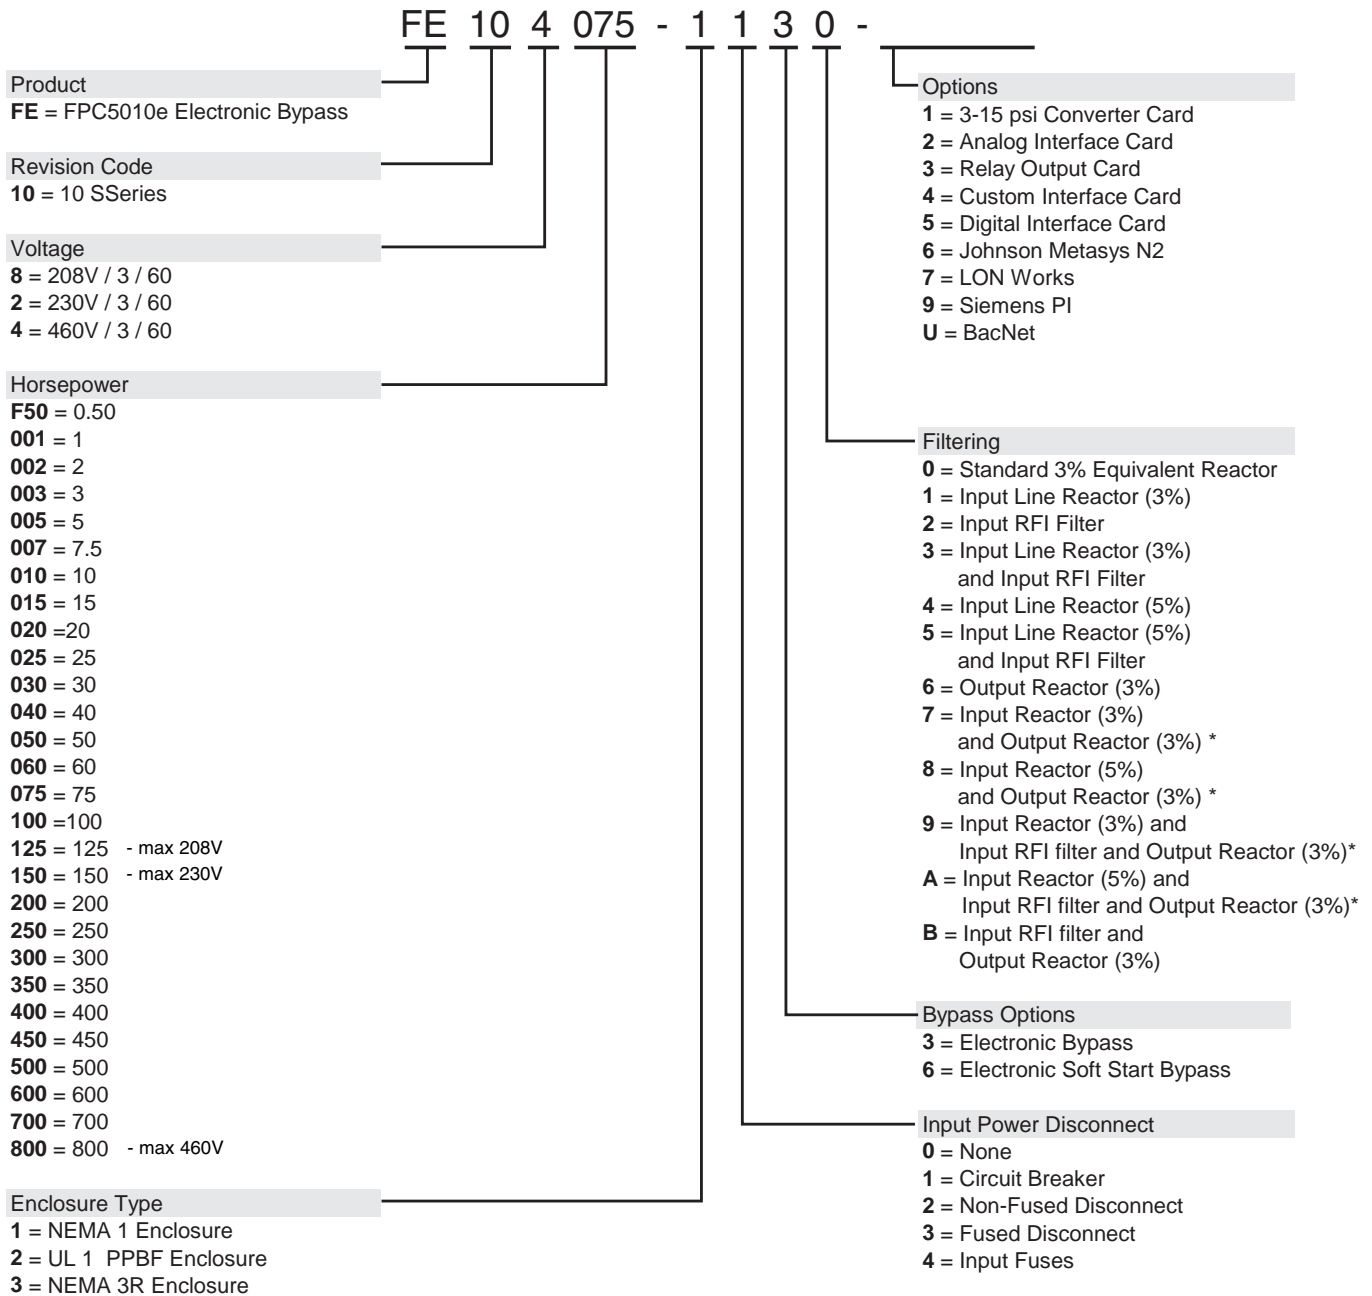 FE 10 4 075 - 1 1 3 0 -
Product
FE = FPC5010e Electronic Bypass
Revision Code
10 = 10 SSeries
Voltage
8 = 208V / 3 / 60
2 = 230V / 3 / 60
4 = 460V / 3 / 60
Horsepower
F50 = 0.50
001 = 1
002 = 2
003 = 3
005 = 5
007 = 7.5
010 = 10
015 = 15
020 =20
025 = 25
030 = 30
040 = 40
050 = 50
060 = 60
075 = 75
100 =100
125 = 125 - max 208V
150 = 150 - max 230V
200 = 200
250 = 250
300 = 300
350 = 350
400 = 400
450 = 450
500 = 500
600 = 600
700 = 700
800 = 800 - max 460V
Enclosure Type
1 = NEMA 1 Enclosure
2 = UL 1 PPBF Enclosure
3 = NEMA 3R Enclosure
Options
1 = 3-15 psi Converter Card
2 = Analog Interface Card
3 = Relay Output Card
4 = Custom Interface Card
5 = Digital Interface Card
6 = Johnson Metasys N2
7 = LON Works
9 = Siemens PI
U = BacNet
Filtering
0 = Standard 3% Equivalent Reactor
1 = Input Line Reactor (3%)
2 = Input RFI Filter
3 = Input Line Reactor (3%)
and Input RFI Filter
4 = Input Line Reactor (5%)
5 = Input Line Reactor (5%)
and Input RFI Filter
6 = Output Reactor (3%)
7 = Input Reactor (3%)
and Output Reactor (3%) *
8 = Input Reactor (5%)
and Output Reactor (3%) *
9 = Input Reactor (3%) and
Input RFI filter and Output Reactor (3%)*
A = Input Reactor (5%) and
Input RFI filter and Output Reactor (3%)*
B = Input RFI filter and
Output Reactor (3%)
Bypass Options
3 = Electronic Bypass
6 = Electronic Soft Start Bypass
Input Power Disconnect
0 = None
1 = Circuit Breaker
2 = Non-Fused Disconnect
3 = Fused Disconnect
4 = Input Fuses